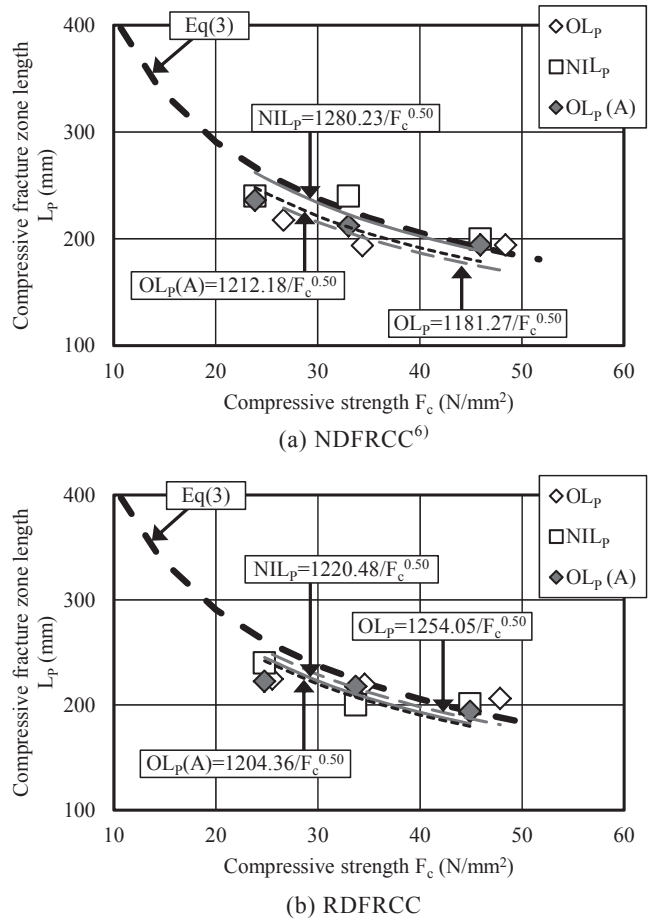 400
300
200
100
10
20
30
40
50
60
Compressive fracture zone length
L_P (mm)
Compressive strength F_c (N/mm²)
Eq(3)
NIL_P=1280.23/F_c^0.50
OL_P(A)=1212.18/F_c^0.50
OL_P=1181.27/F_c^0.50
OL_P
NIL_P
OL_P (A)
(a) NDFRCC⁶⁾
400
300
200
100
10
20
30
40
50
60
Compressive fracture zone length
L_P (mm)
Compressive strength F_c (N/mm²)
Eq(3)
NIL_P=1220.48/F_c^0.50
OL_P=1254.05/F_c^0.50
OL_P(A)=1204.36/F_c^0.50
OL_P
NIL_P
OL_P (A)
(b) RDFRCC